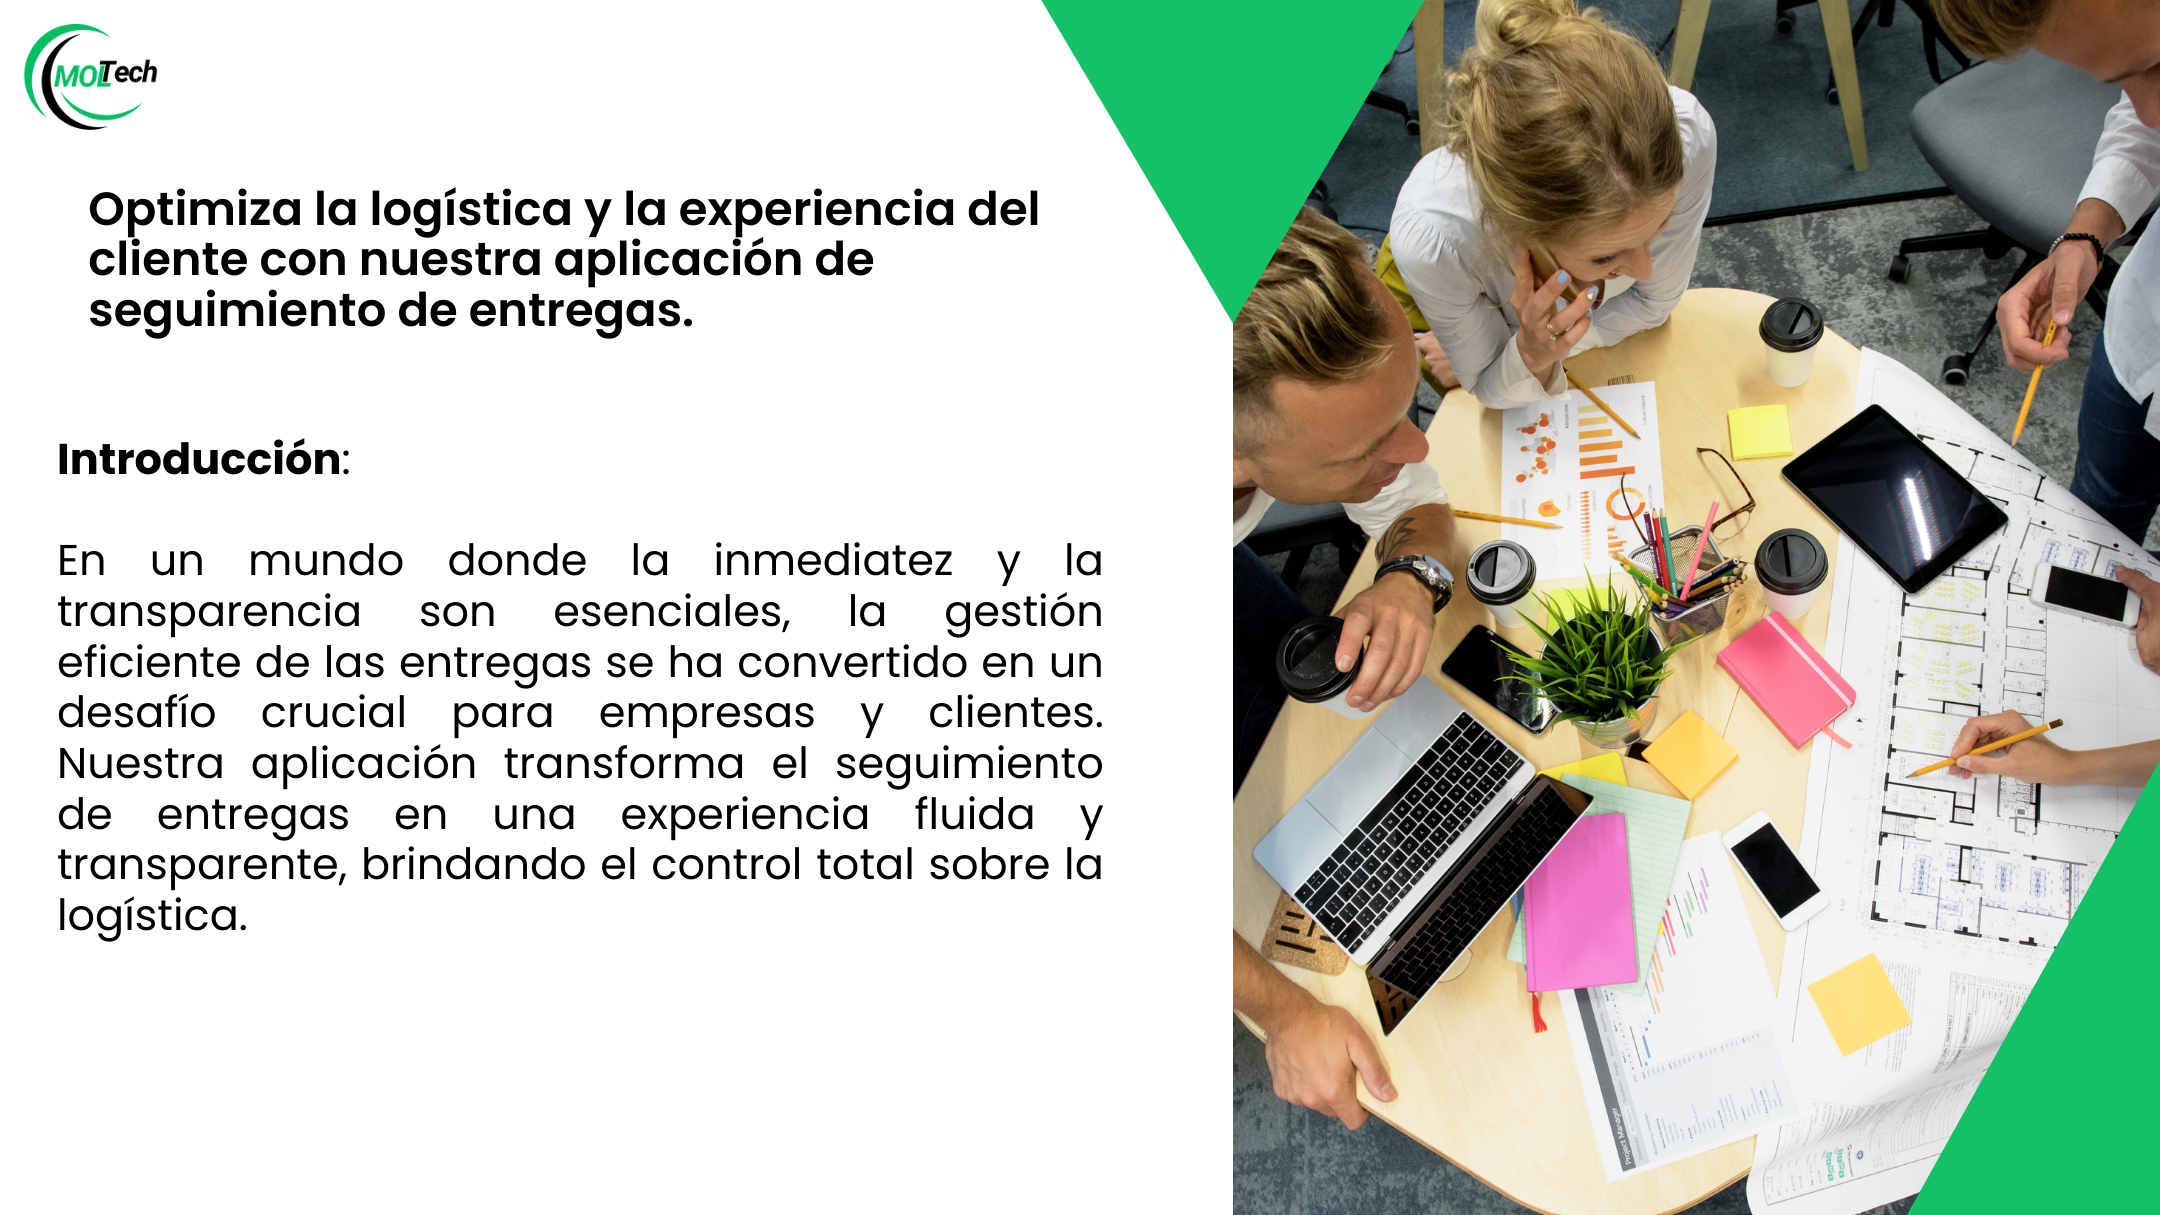 MOLTech
Optimiza la logística y la experiencia del
cliente con nuestra aplicación de
seguimiento de entregas.
Introducción:
En un mundo donde la inmediatez y la
transparencia son esenciales, la gestión
eficiente de las entregas se ha convertido en un
desafío crucial para empresas y clientes.
Nuestra aplicación transforma el seguimiento
de entregas en una experiencia fluida y
transparente, brindando el control total sobre la
logística.
Project Manager